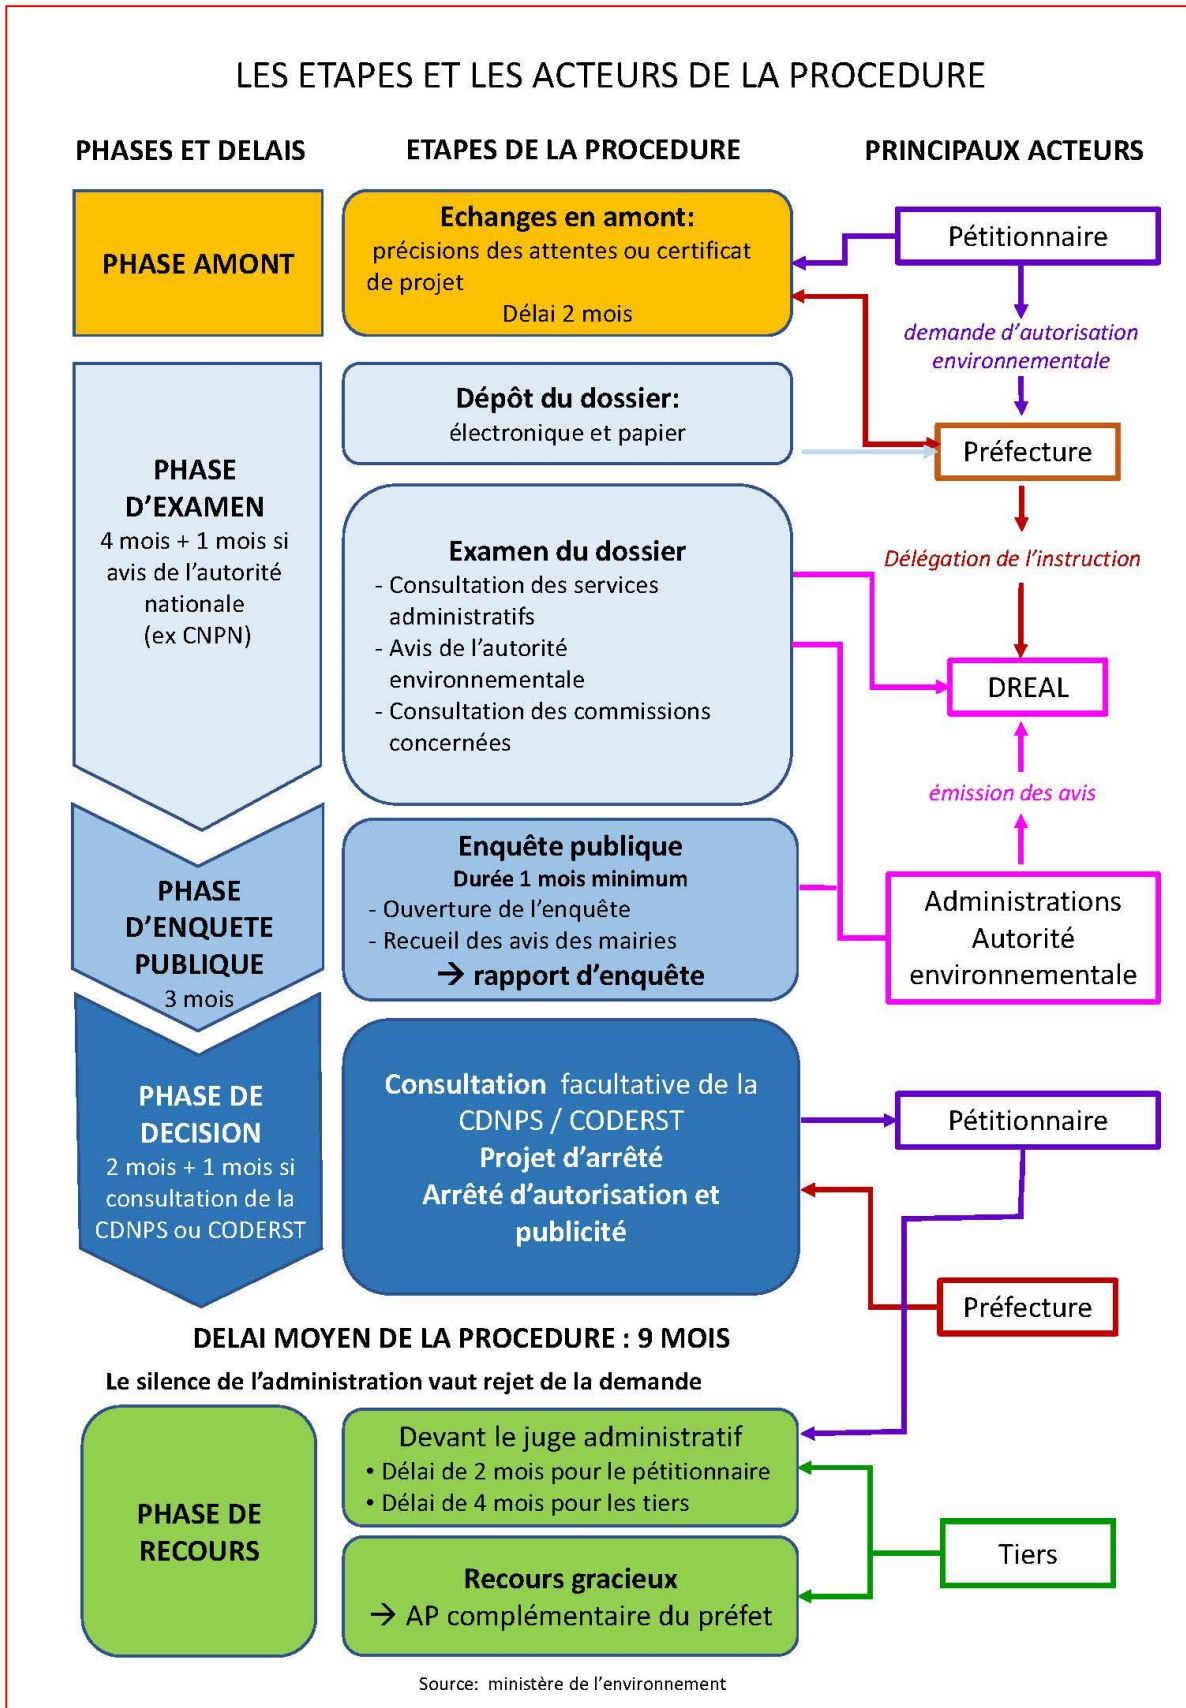 LES ETAPES ET LES ACTEURS DE LA PROCEDURE
PHASES ET DELAIS
ETAPES DE LA PROCEDURE
PRINCIPAUX ACTEURS
PHASE AMONT
Echanges en amont:
précisions des attentes ou certificat
de projet
Délai 2 mois
Pétitionnaire
demande d'autorisation
environnementale
Dépôt du dossier:
électronique et papier
Préfecture
PHASE
D'EXAMEN
4 mois + 1 mois si
avis de l'autorité
nationale
(ex CNPN)
Examen du dossier
- Consultation des services
administratifs
- Avis de l'autorité
environnementale
- Consultation des commissions
concernées
Délégation de l'instruction
DREAL
émission des avis
Administrations
Autorité
environnementale
PHASE
D'ENQUETE
PUBLIQUE
3 mois
Enquête publique
Durée 1 mois minimum
- Ouverture de l'enquête
- Recueil des avis des mairies
→ rapport d'enquête
PHASE DE
DECISION
2 mois + 1 mois si
consultation de la
CDNPS ou CODERST
Consultation facultative de la
CDNPS / CODERST
Projet d'arrêté
Arrêté d'autorisation et
publicité
Pétitionnaire
Préfecture
DELAI MOYEN DE LA PROCEDURE : 9 MOIS
Le silence de l'administration vaut rejet de la demande
PHASE DE
RECOURS
Devant le juge administratif
• Délai de 2 mois pour le pétitionnaire
• Délai de 4 mois pour les tiers
Recours gracieux
→ AP complémentaire du préfet
Tiers
Source: ministère de l'environnement